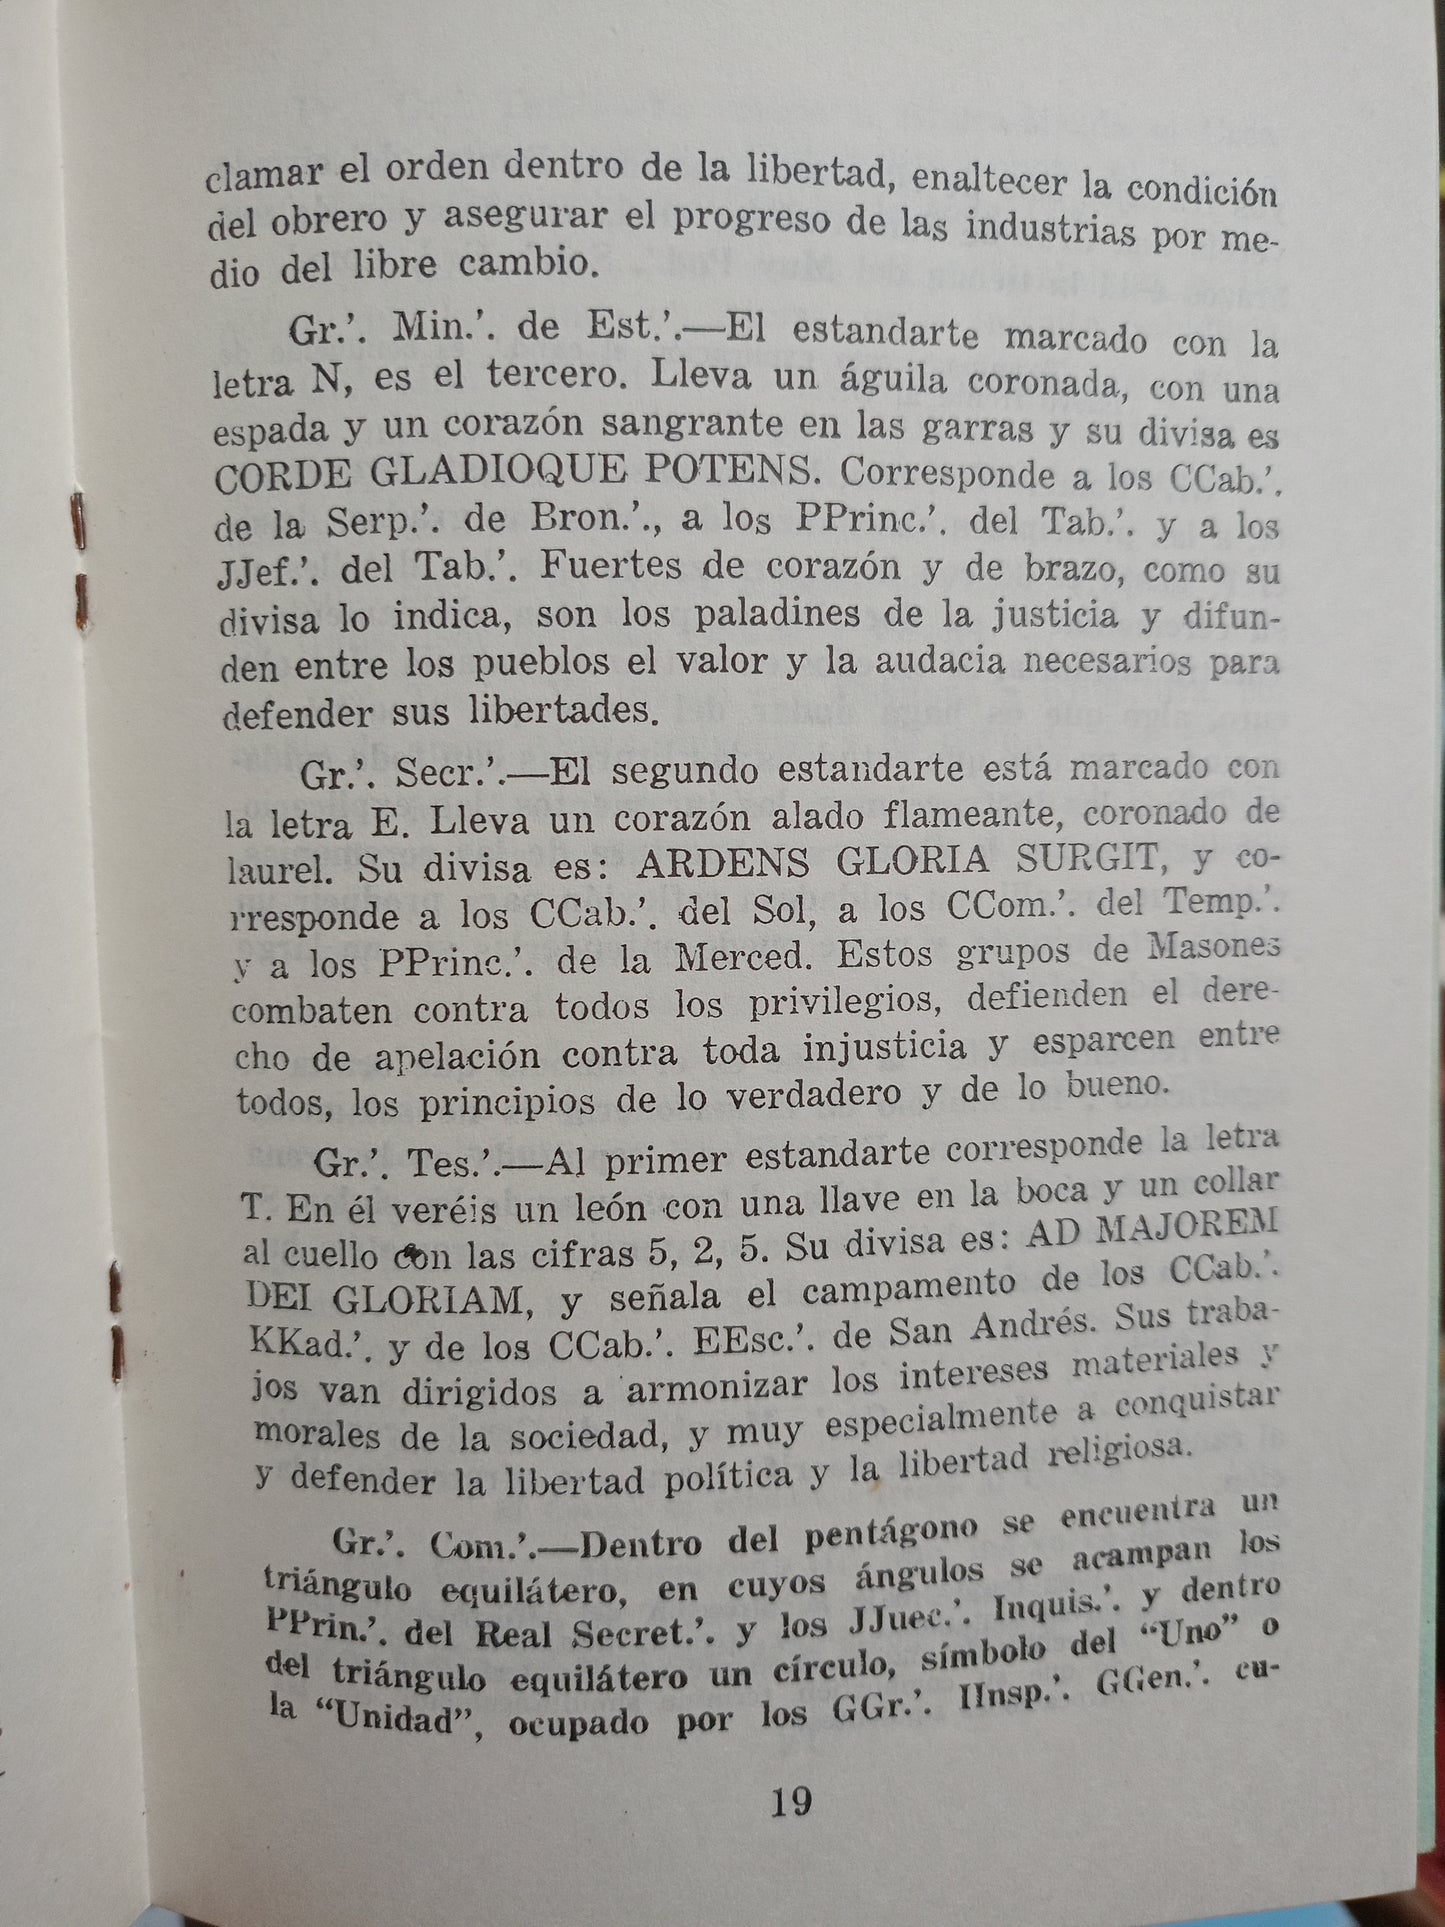 clamar el orden dentro de la libertad, enaltecer la condición
del obrero y asegurar el progreso de las industrias por me-
dio del libre cambio.
Gr.’. Min.’. de Est.’.—El estandarte marcado con la
letra N, es el tercero. Lleva un águila coronada, con una
espada y un corazón sangrante en las garras y su divisa es
CORDE GLADIOQUE POTENS. Corresponde a los CCab.’.
de la Serp.’. de Bron.’., a los PPrinc.’. del Tab.’. y a los
JJef.’. del Tab.’. Fuertes de corazón y de brazo, como su
divisa lo indica, son los paladines de la justicia y difun-
den entre los pueblos el valor y la audacia necesarios para
defender sus libertades.
Gr.’. Secr.’.—El segundo estandarte está marcado con
la letra E. Lleva un corazón alado flameante, coronado de
laurel. Su divisa es: ARDENS GLORIA SURGIT, y co-
rresponde a los CCab.’. del Sol, a los CCom.’. del Temp.’.
y a los PPrinc.’. de la Merced. Estos grupos de Masones
combaten contra todos los privilegios, defienden el dere-
cho de apelación contra toda injusticia y esparcen entre
todos, los principios de lo verdadero y de lo bueno.
Gr.’. Tes.’.—Al primer estandarte corresponde la letra
T. En él veréis un león con una llave en la boca y un collar
al cuello con las cifras 5, 2, 5. Su divisa es: AD MAJOREM
DEI GLORIAM, y señala el campamento de los CCab.’.
KKad.’. y de los CCab.’. EEsc.’. de San Andrés. Sus traba-
jos van dirigidos a armonizar los intereses materiales y
morales de la sociedad, y muy especialmente a conquistar
y defender la libertad política y la libertad religiosa.
Gr.’. Com.’.—Dentro del pentágono se encuentra un
triángulo equilátero, en cuyos ángulos se acampan los
PPrin.’. del Real Secret.’. y los JJuec.’. Inquis.’. y dentro
del triángulo equilátero un círculo, símbolo del “Uno” o
la “Unidad”, ocupado por los GGr.’. IInsp.’. GGen.’. cu-
19